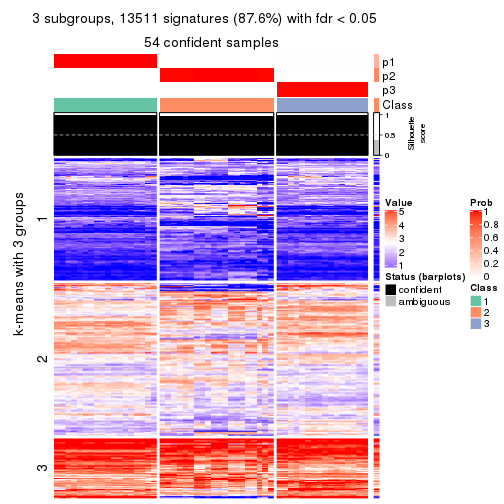 3 subgroups, 13511 signatures (87.6%) with fdr < 0.05
54 confident samples
p1
p2
p3
Class
1
0.5
0
Silhouette
score
k-means with 3 groups
1
2
3
Value
5
4
3
2
1
Status (barplots)
confident
ambiguous
Prob
1
0.8
0.6
0.4
0.2
0
Class
1
2
3